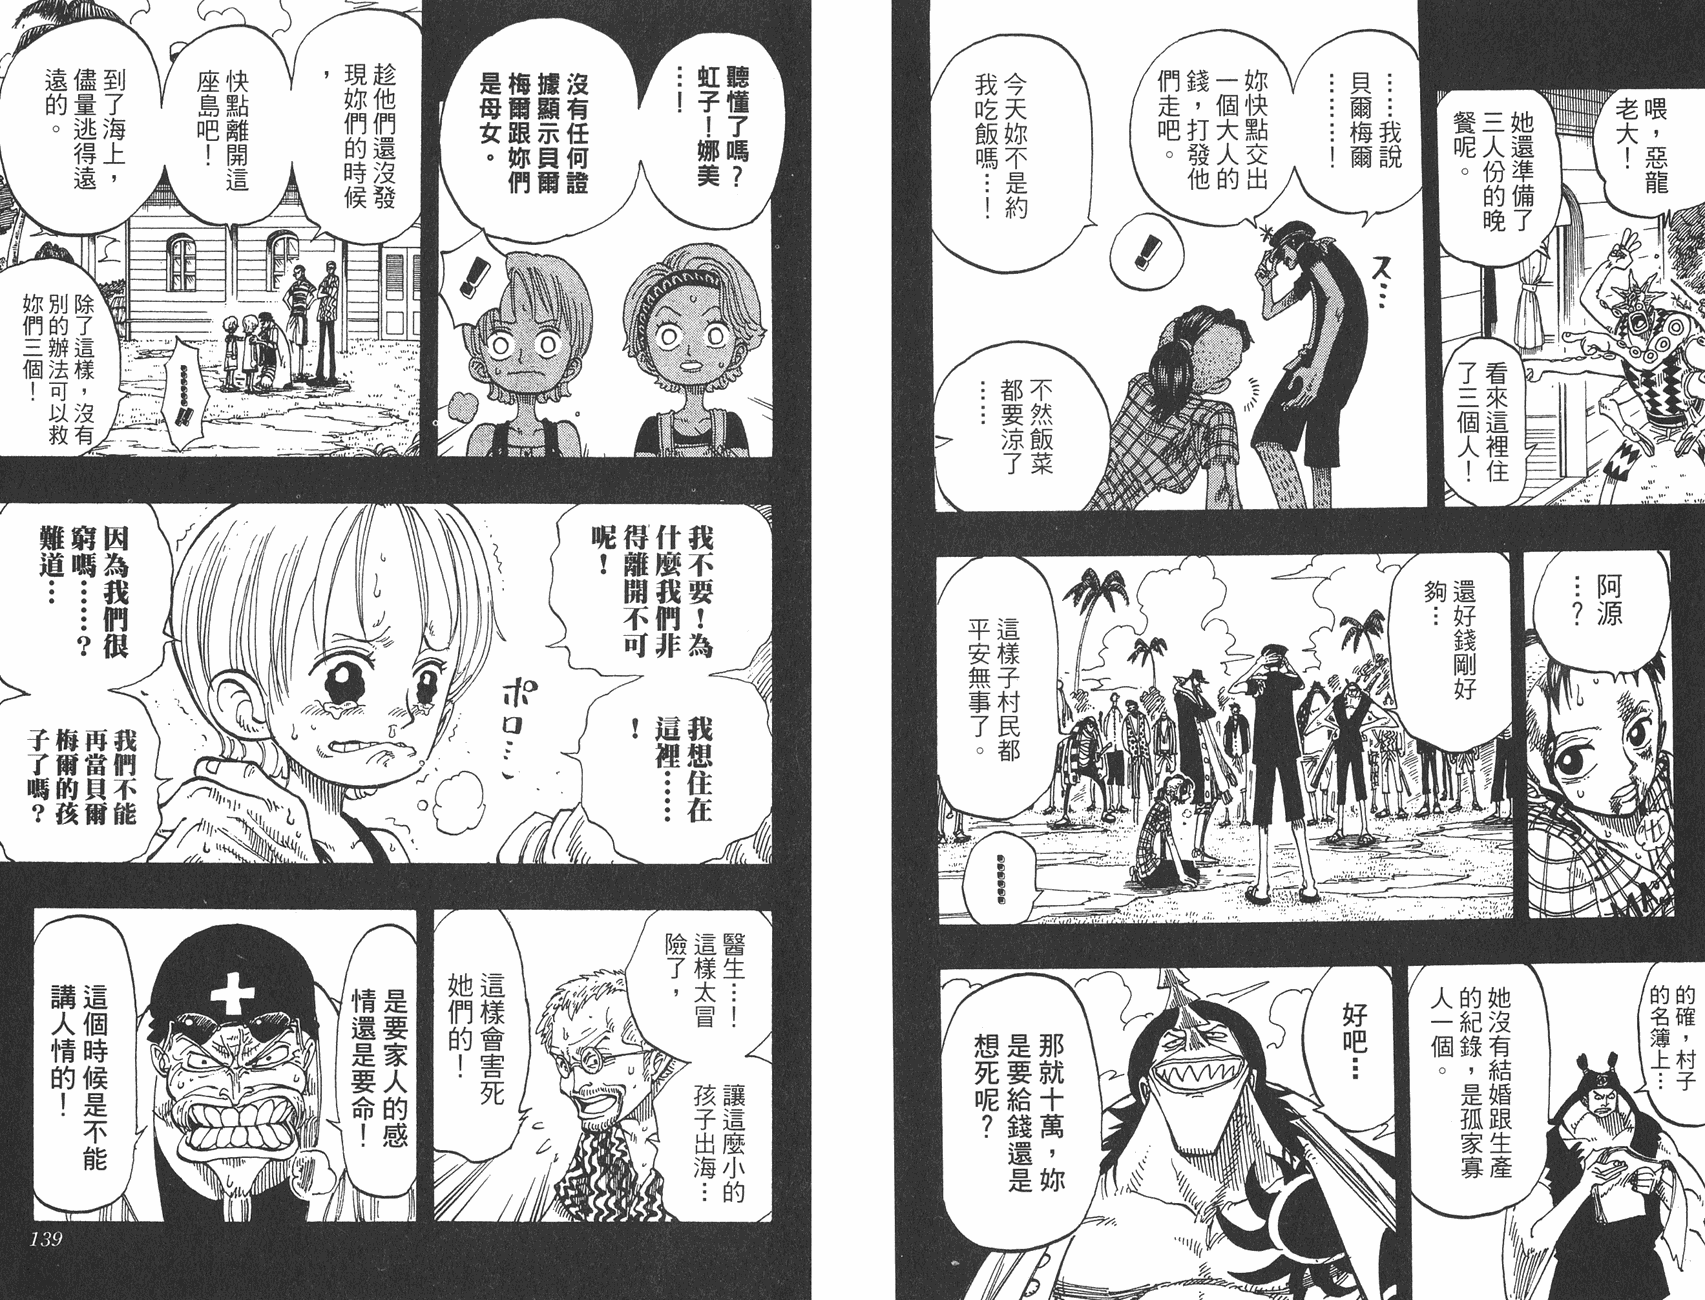 喂，惡龍
老大！
她還準備了
三人份的晚
餐呢。
看來這裡住
了三個人！
……我說
貝爾梅爾
………！
妳快點交出
一個大人的
錢，打發他
們走吧。
今天妳不是約
我吃飯嗎…！
！
ス…
不然飯菜
都要涼了
……
阿源
…？
還好錢剛好
夠…
這樣子村民都
平安無事了。
……
的確，村子
的名簿上…
她沒有結婚跟生產
的紀錄，是孤家寡
人一個。
好吧…
那就十萬，妳
是要給錢還是
想死呢？
聽懂了嗎？
虹子！娜美
…！
沒有任何證
據顯示貝爾
梅爾跟妳們
是母女。
！
趁他們還沒發
現妳們的時候
，
快點離開這
座島吧！
到了海上，
儘量逃得遠
遠的。
……!!
除了這樣，沒有
別的辦法可以救
妳們三個！
我不要！為
什麼我們非
得離開不可
呢！
我想住在
這裡……
！
ポロ…
因為我們很
窮嗎……？
難道…
我們不能
再當貝爾
梅爾的孩
子了嗎？
醫生…！
這樣太冒
險了，
讓這麼小的
孩子出海…
這樣會害死
她們的！
是要家人的感
情還是要命！
這個時候是不能
講人情的！
139